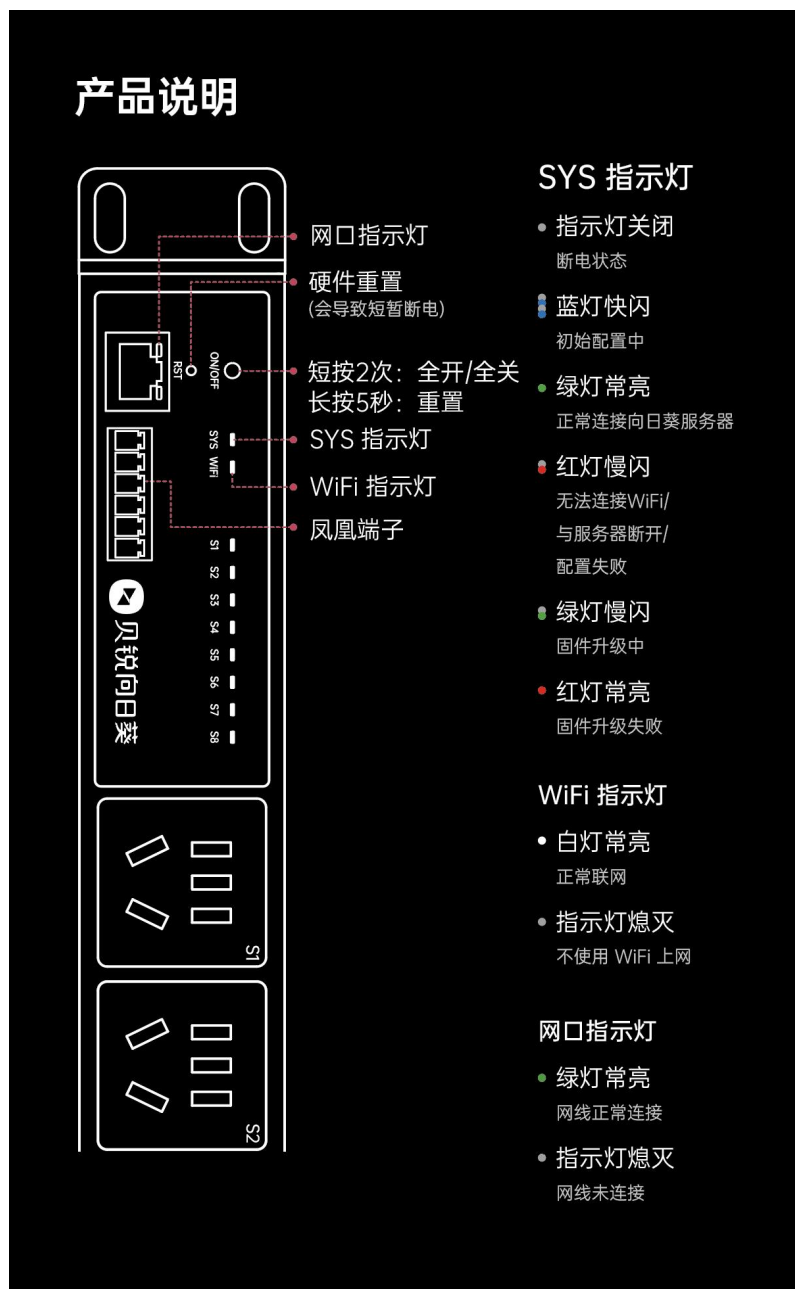 产品说明
网口指示灯
硬件重置
(会导致短暂断电)
短按2次：全开/全关
长按5秒：重置
SYS 指示灯
WiFi 指示灯
凤凰端子
RST
ON/OFF
SYS
WiFi
S1
S2
S3
S4
S5
S6
S7
S8
贝锐向日葵
S1
S2
SYS 指示灯
指示灯关闭
断电状态
蓝灯快闪
初始配置中
绿灯常亮
正常连接向日葵服务器
红灯慢闪
无法连接WiFi/
与服务器断开/
配置失败
绿灯慢闪
固件升级中
红灯常亮
固件升级失败
WiFi 指示灯
白灯常亮
正常联网
指示灯熄灭
不使用 WiFi 上网
网口指示灯
绿灯常亮
网线正常连接
指示灯熄灭
网线未连接